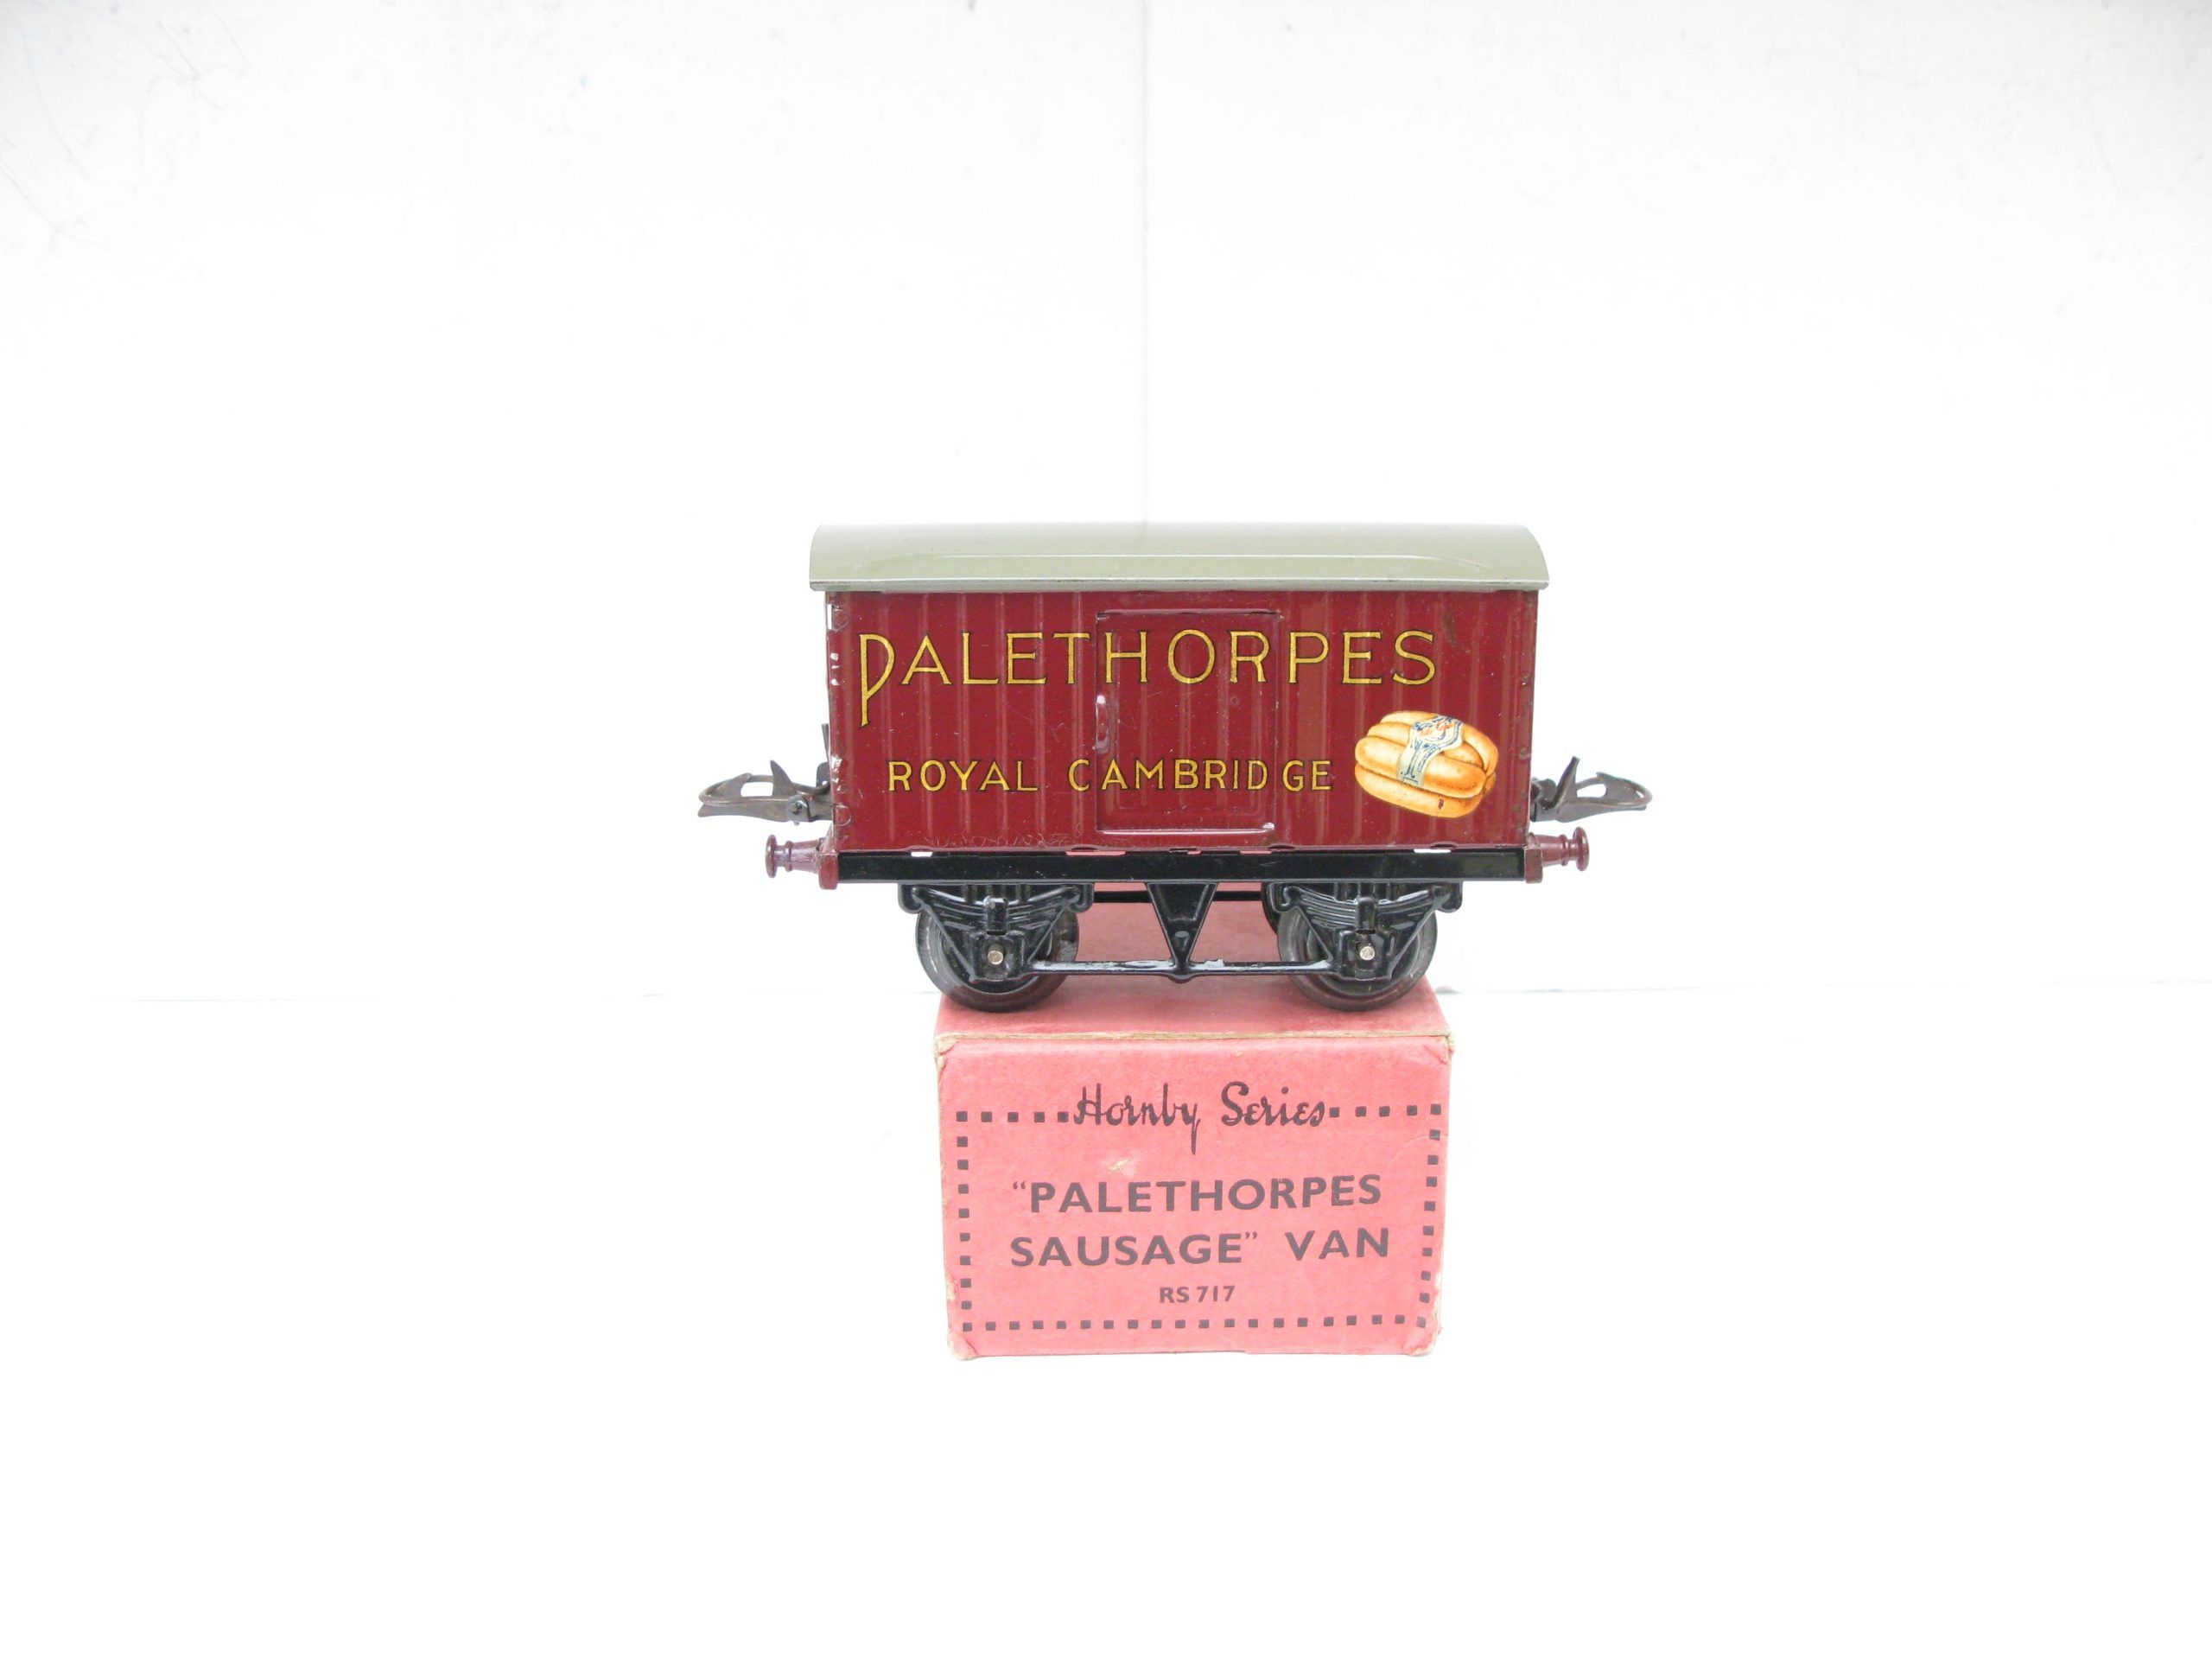 PALETHORPES
ROYAL CAMBRIDGE
Hornby Series
"PALETHORPES
SAUSAGE" VAN
RS 717